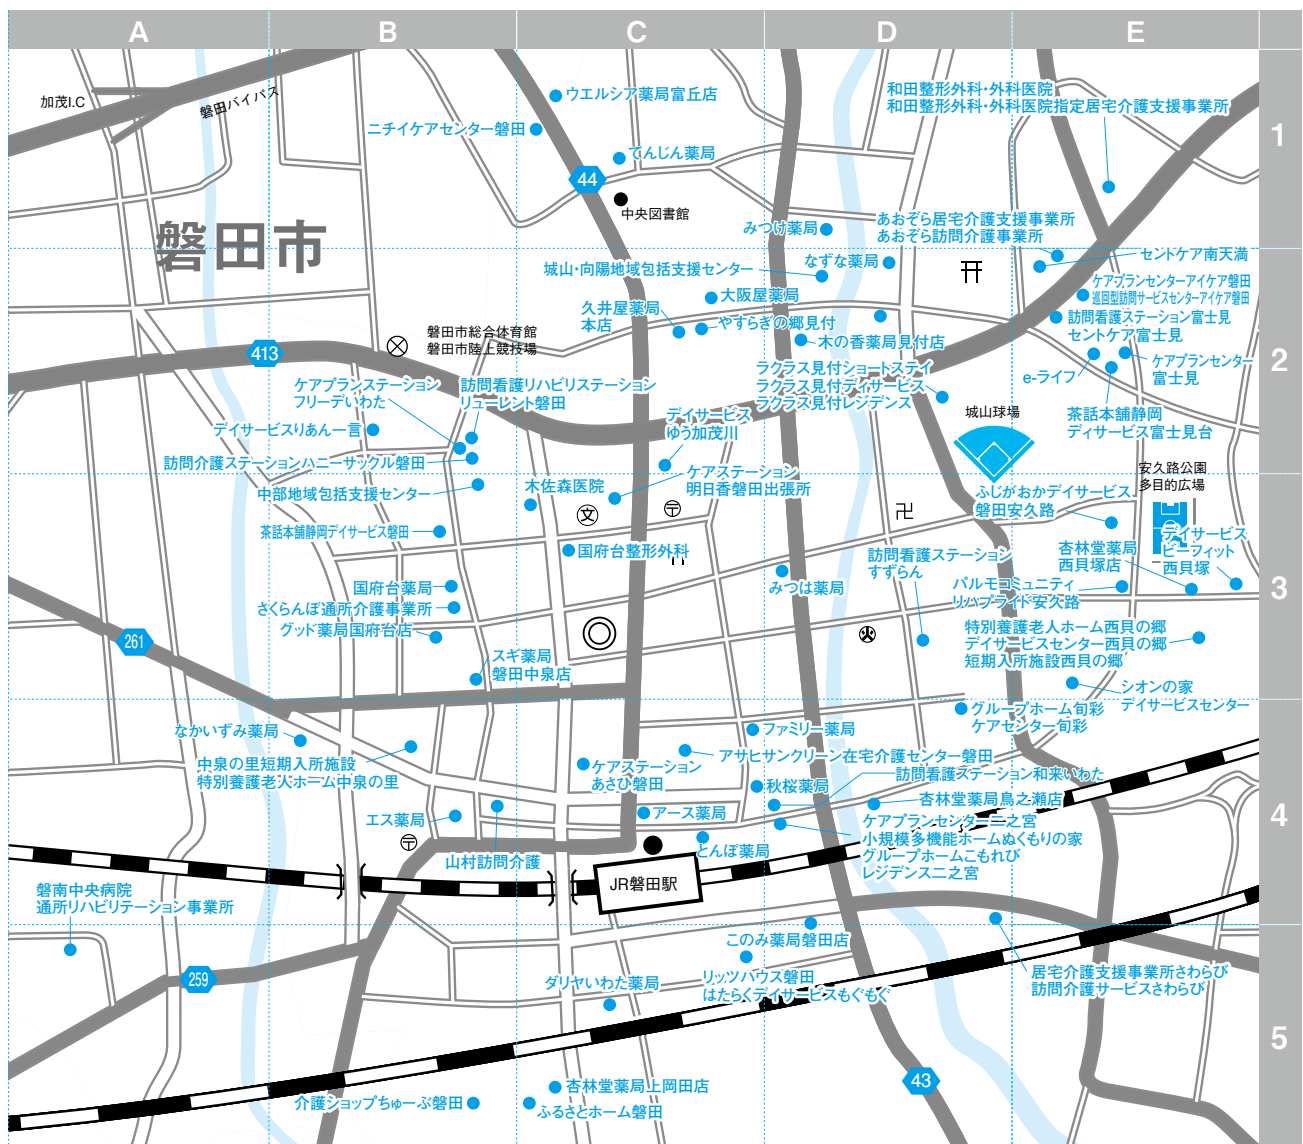 A
B
C
D
E
1
2
3
4
5
加茂I.C
磐田バイパス
磐田市
ウエルシア薬局富丘店
ニチイケアセンター磐田
てんじん薬局
44
中央図書館
和田整形外科・外科医院
和田整形外科・外科医院指定居宅介護支援事業所
みつけ薬局
あおぞら居宅介護支援事業所
あおぞら訪問介護事業所
城山・向陽地域包括支援センター
なずな薬局
セントケア南天満
ケアプランセンターアイケア磐田
巡回型訪問サービスセンターアイケア磐田
大阪屋薬局
久井屋薬局
本店
やすらぎの郷見付
木の香薬局見付店
訪問看護ステーション富士見
セントケア富士見
413
磐田市総合体育館
磐田市陸上競技場
ケアプランセンター
富士見
e-ライフ
ラクラス見付ショートステイ
ラクラス見付ディサービス
ラクラス見付レジデンス
ケアプランステーション
フリーデいわた
訪問看護リハビリステーション
リューレント磐田
茶話本舗静岡
ディサービス富士見台
城山球場
デイサービス
ゆう加茂川
デイサービスりあん一言
訪問介護ステーションハニーサックル磐田
ケアステーション
明日香磐田出張所
安久路公園
多目的広場
中部地域包括支援センター
木佐森医院
文
〒
卍
ふじがおかデイサービス
磐田安久路
茶話本舗静岡デイサービス磐田
国府台整形外科
訪問看護ステーション
すずらん
杏林堂薬局
西貝塚店
デイサービス
ビーフィット
西貝塚
国府台薬局
みつは薬局
パルモコミュニティ
リハプライド安久路
さくらんぼ通所介護事業所
グッド薬局国府台店
261
特別養護老人ホーム西貝の郷
デイサービスセンター西貝の郷
短期入所施設西貝の郷
スギ薬局
磐田中泉店
シオンの家
デイサービスセンター
グループホーム旬彩
ケアセンター旬彩
なかいずみ薬局
ファミリー薬局
中泉の里短期入所施設
特別養護老人ホーム中泉の里
ケアステーション
あさひ磐田
アサヒサンクリーン在宅介護センター磐田
訪問看護ステーション和来いわた
秋桜薬局
杏林堂薬局鳥之瀬店
エス薬局
アース薬局
ケアプランセンター二之宮
小規模多機能ホームぬくもりの家
グループホームこもれび
レジデンス二之宮
〒
山村訪問介護
とんぼ薬局
JR磐田駅
磐南中央病院
通所リハビリテーション事業所
このみ薬局磐田店
259
ダリヤいわた薬局
リッツハウス磐田
はたらくデイサービスもぐもぐ
居宅介護支援事業所さわらび
訪問介護サービスさわらび
43
杏林堂薬局上岡田店
介護ショップちゅーぶ磐田
ふるさとホーム磐田